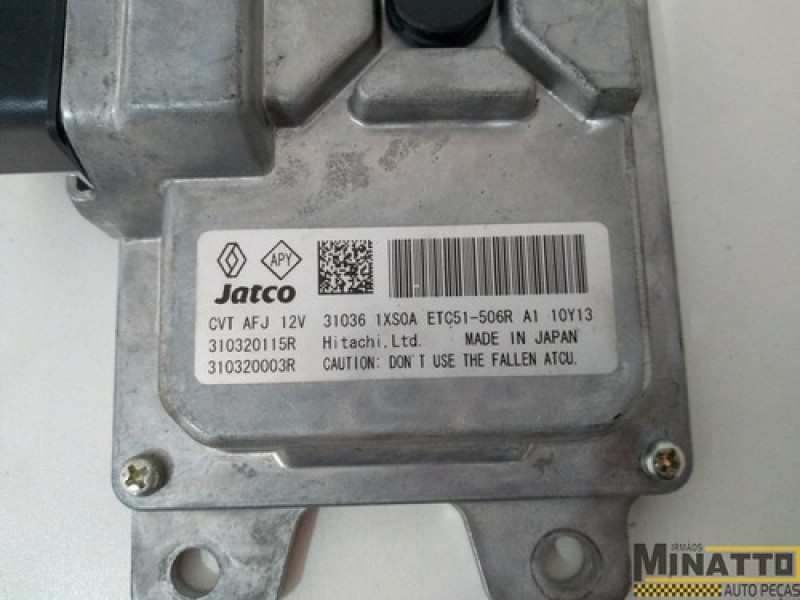 APY
Jatco
CVT AFJ 12V 31036 1XS0A ETC51-506R A1 10Y13
310320115R Hitachi,Ltd. MADE IN JAPAN
310320003R CAUTION: DON'T USE THE FALLEN ATCU.
IRMÃOS
MINATTO
AUTO PEÇAS